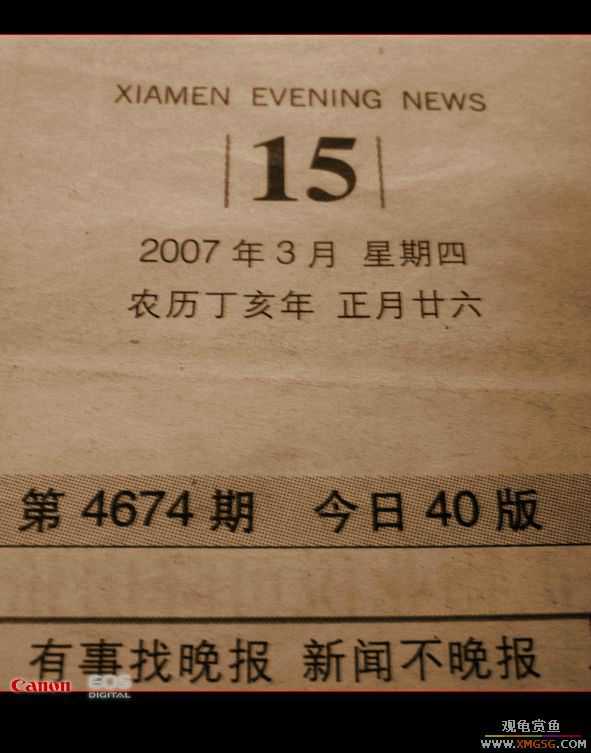 XIAMEN EVENING NEWS
15
2007年3月 星期四
农历丁亥年 正月廿六
第4674期 今日40版
有事找晚报 新闻不晚报
Canon EOS
DIGITAL
观龟赏鱼
www.XMGSG.com